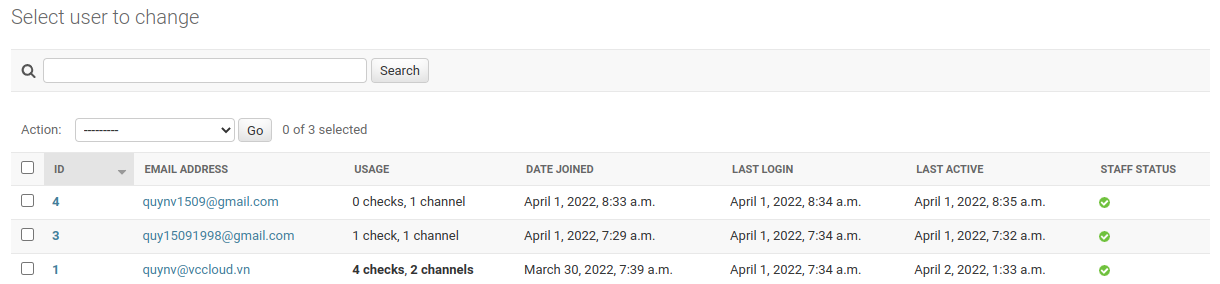 Select user to change
Search
Action: --------- Go 0 of 3 selected
ID EMAIL ADDRESS USAGE DATE JOINED LAST LOGIN LAST ACTIVE STAFF STATUS
4 quynv1509@gmail.com 0 checks, 1 channel April 1, 2022, 8:33 a.m. April 1, 2022, 8:34 a.m. April 1, 2022, 8:35 a.m.
3 quy15091998@gmail.com 1 check, 1 channel April 1, 2022, 7:29 a.m. April 1, 2022, 7:34 a.m. April 1, 2022, 7:32 a.m.
1 quynv@vccloud.vn 4 checks, 2 channels March 30, 2022, 7:39 a.m. April 1, 2022, 7:34 a.m. April 2, 2022, 1:33 a.m.